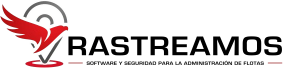 RASTREAMOS
SOFTWARE Y SEGURIDAD PARA LA ADMINISTRACIÓN DE FLOTAS